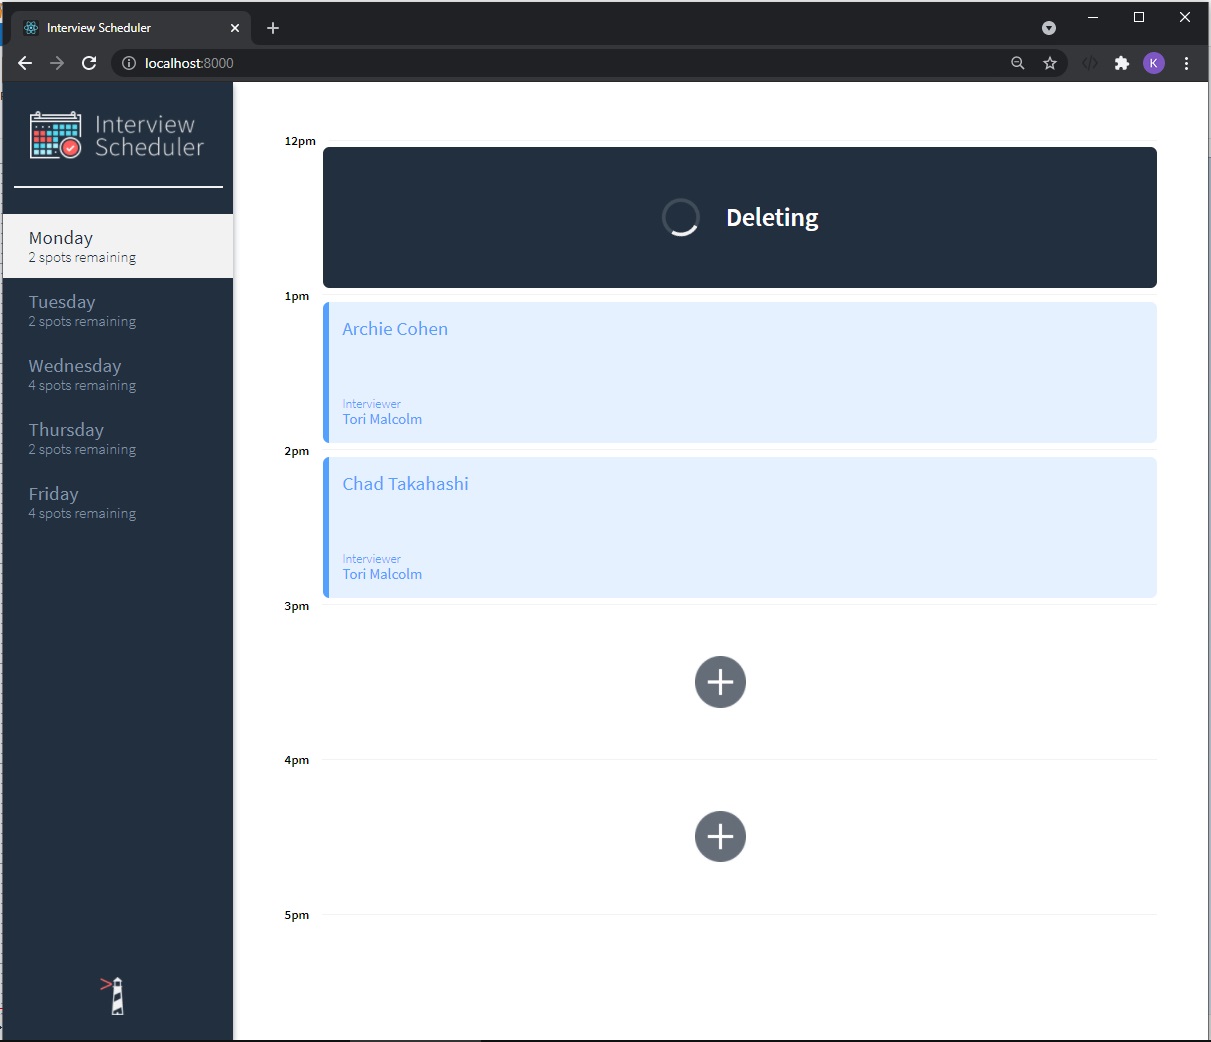 Interview Scheduler
localhost:8000
K
Interview
Scheduler
Monday
2 spots remaining
Tuesday
2 spots remaining
Wednesday
4 spots remaining
Thursday
2 spots remaining
Friday
4 spots remaining
12pm
Deleting
1pm
Archie Cohen
Interviewer
Tori Malcolm
2pm
Chad Takahashi
Interviewer
Tori Malcolm
3pm
4pm
5pm